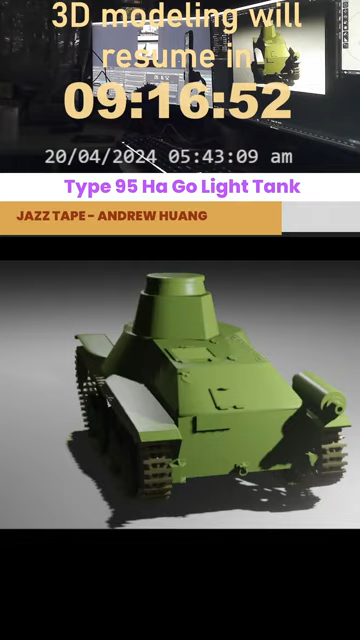 3D modeling will
resume in
09:16:52
20/04/2024 05:43:09 am
Type 95 Ha Go Light Tank
JAZZ TAPE - ANDREW HUANG